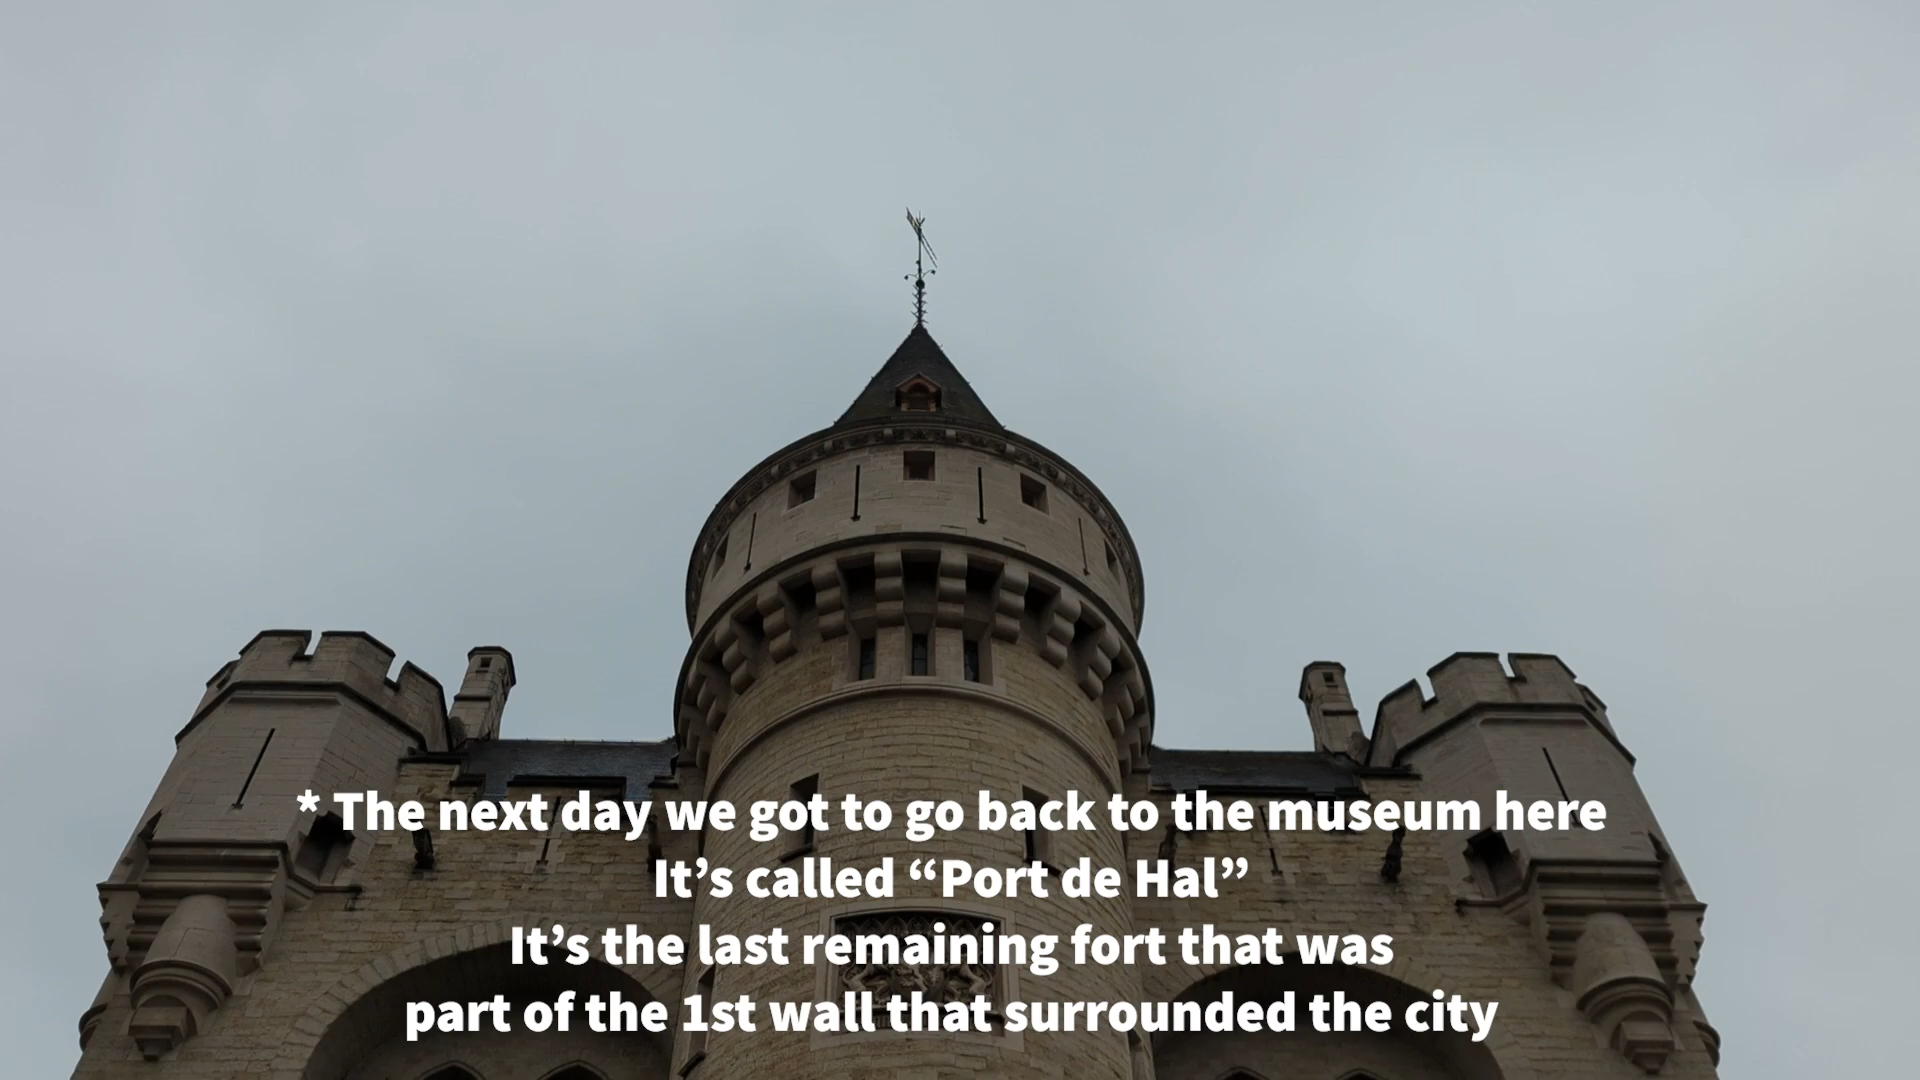 * The next day we got to go back to the museum here
It’s called “Port de Hal”
It’s the last remaining fort that was
part of the 1st wall that surrounded the city